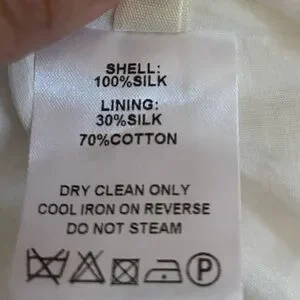 SHELL:
100%SILK
LINING:
30%SILK
70%COTTON
DRY CLEAN ONLY
COOL IRON ON REVERSE
DO NOT STEAM
P